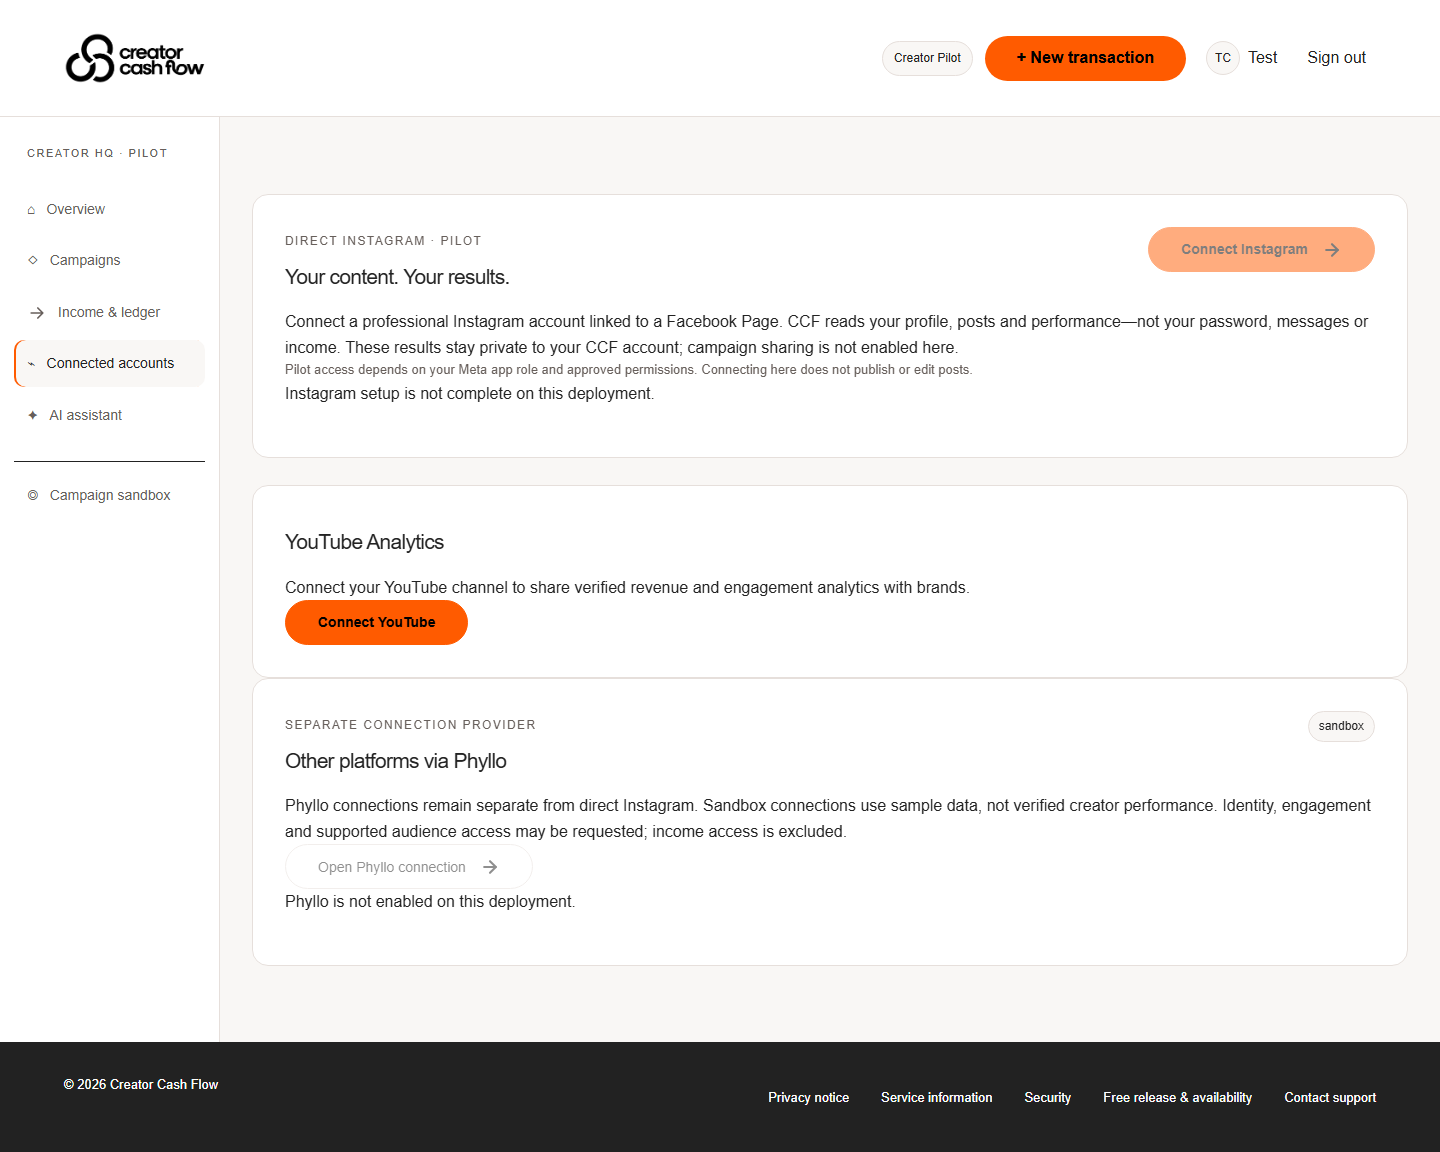 creator
cash flow
Creator Pilot
+ New transaction
TC
Test
Sign out
CREATOR HQ · PILOT
Overview
Campaigns
Income & ledger
Connected accounts
AI assistant
Campaign sandbox
DIRECT INSTAGRAM · PILOT
Connect Instagram
Your content. Your results.
Connect a professional Instagram account linked to a Facebook Page. CCF reads your profile, posts and performance—not your password, messages or
income. These results stay private to your CCF account; campaign sharing is not enabled here.
Pilot access depends on your Meta app role and approved permissions. Connecting here does not publish or edit posts.
Instagram setup is not complete on this deployment.
YouTube Analytics
Connect your YouTube channel to share verified revenue and engagement analytics with brands.
Connect YouTube
SEPARATE CONNECTION PROVIDER
sandbox
Other platforms via Phyllo
Phyllo connections remain separate from direct Instagram. Sandbox connections use sample data, not verified creator performance. Identity, engagement
and supported audience access may be requested; income access is excluded.
Open Phyllo connection
Phyllo is not enabled on this deployment.
© 2026 Creator Cash Flow
Privacy notice
Service information
Security
Free release & availability
Contact support